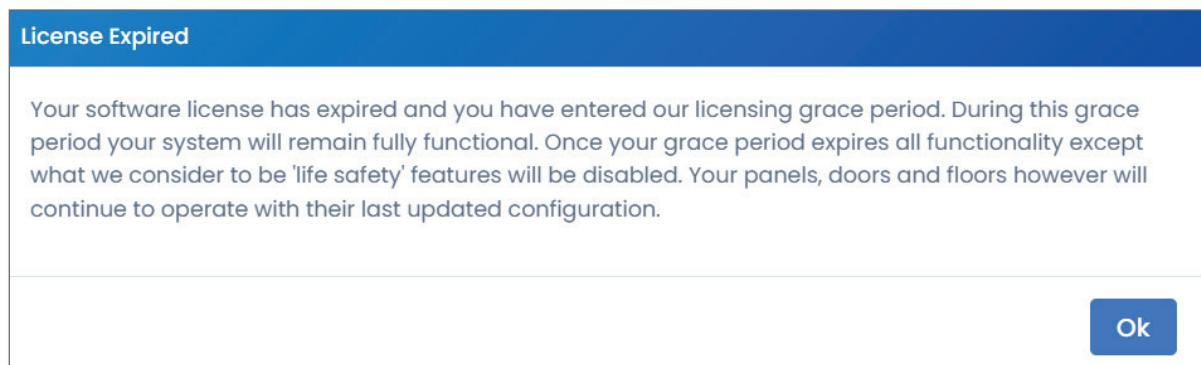 License Expired
Your software license has expired and you have entered our licensing grace period. During this grace
period your system will remain fully functional. Once your grace period expires all functionality except
what we consider to be 'life safety' features will be disabled. Your panels, doors and floors however will
continue to operate with their last updated configuration.
Ok